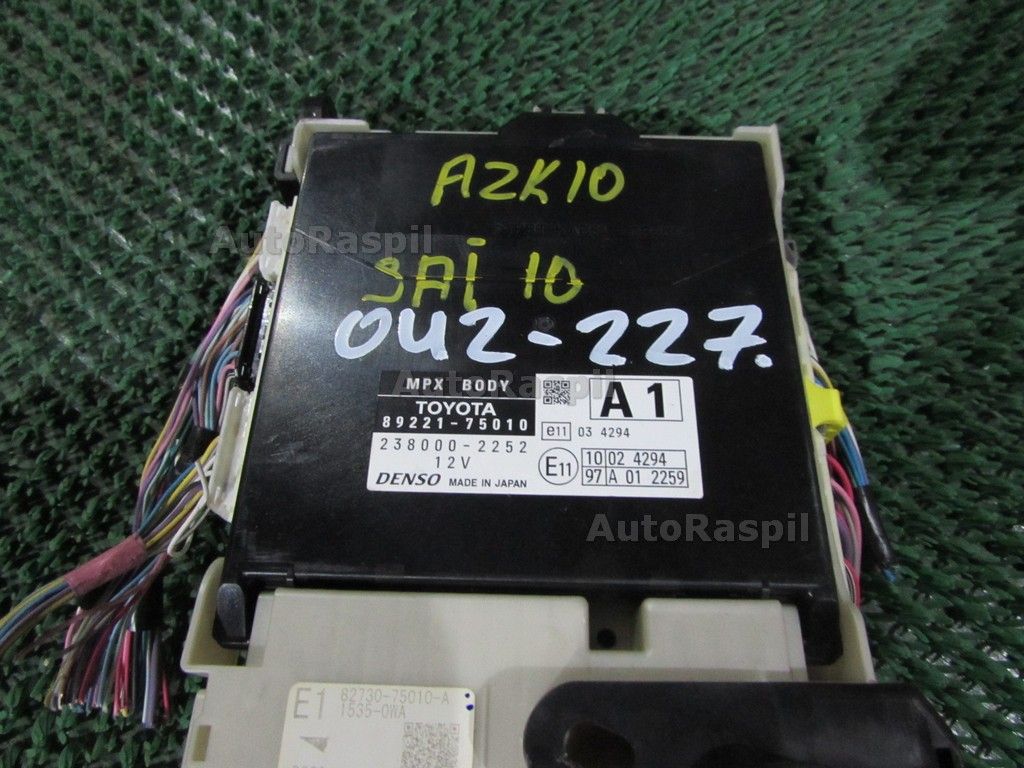 AZK10
AutoRaspil
SAi 10
OU2-227.
MPX BODY
AutoRaspil
TOYOTA
89221-75010
238000-2252
12V
DENSO MADE IN JAPAN
A1
e11 03 4294
E11
10 02 4294
97 A 01 2259
AutoRaspil
E1
82730-75010-A
1535-0WA